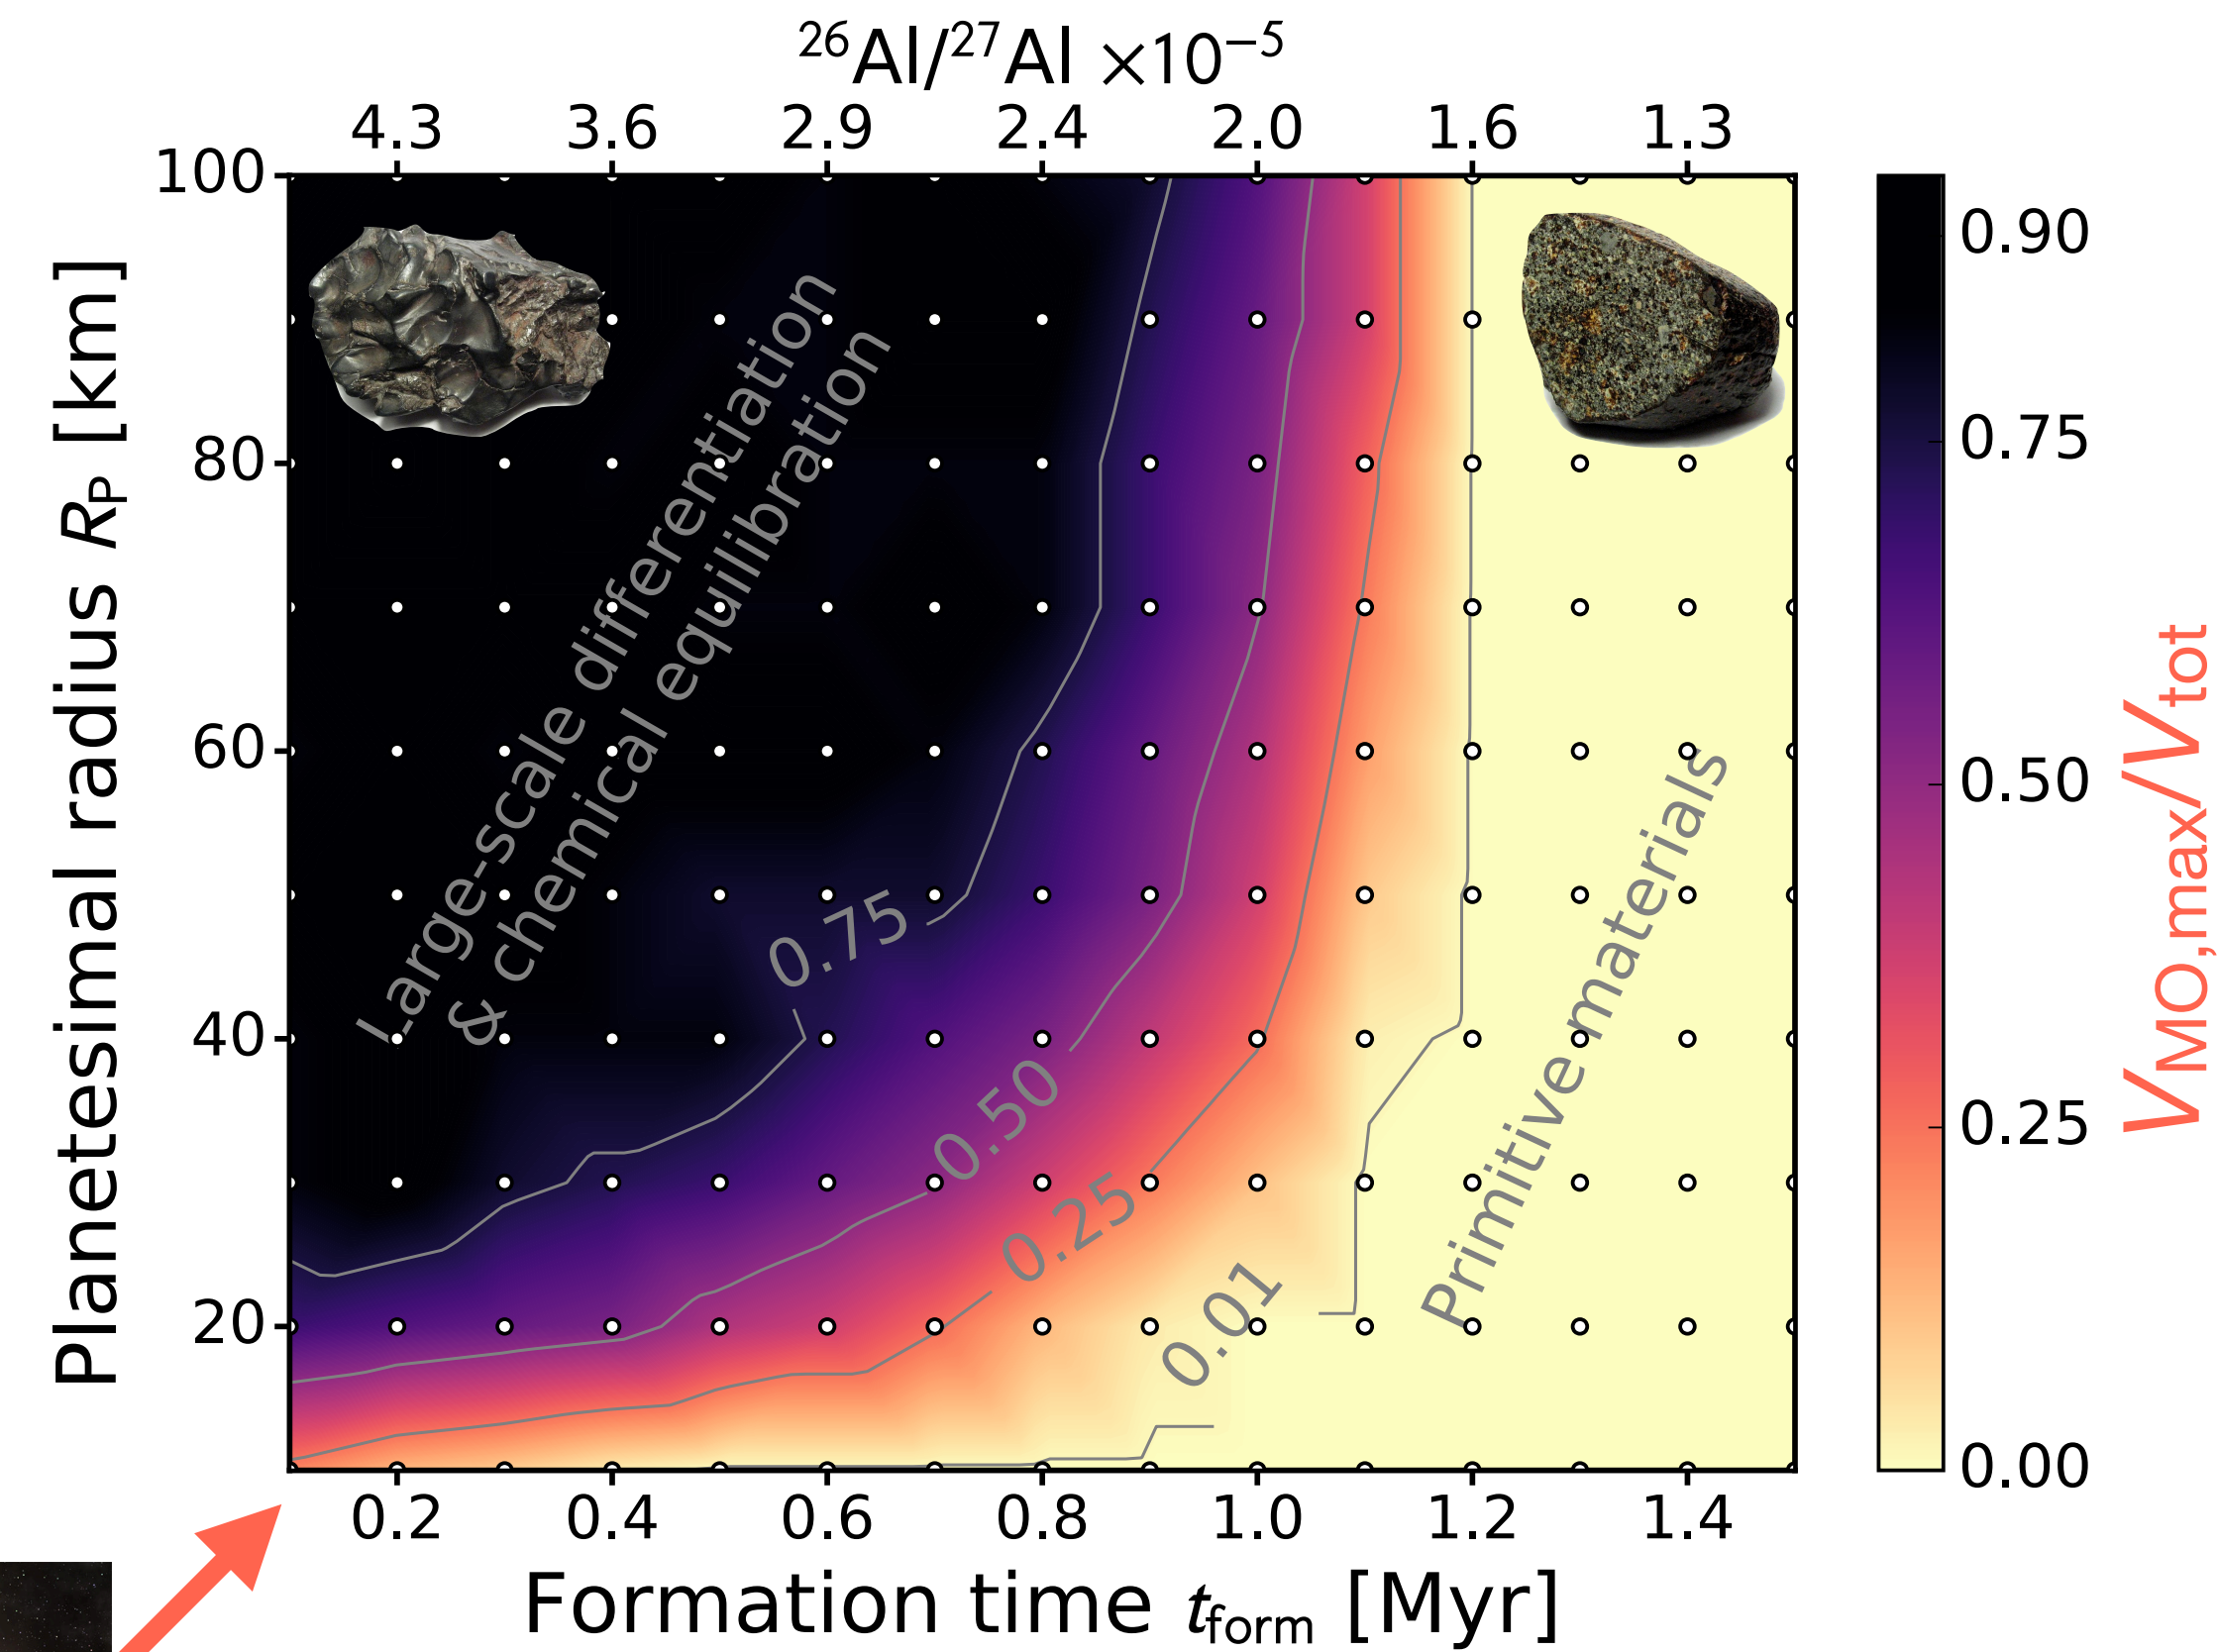 ²⁶Al/²⁷Al ×10⁻⁵
4.3 3.6 2.9 2.4 2.0 1.6 1.3
100
80
60
40
20
Planetesimal radius R_P [km]
Large-scale differentiation
& chemical equilibration
0.75
0.50
0.25
0.01
Primitive materials
0.2 0.4 0.6 0.8 1.0 1.2 1.4
Formation time t_form [Myr]
0.90
0.75
0.50
0.25
0.00
V_MO,max/V_tot